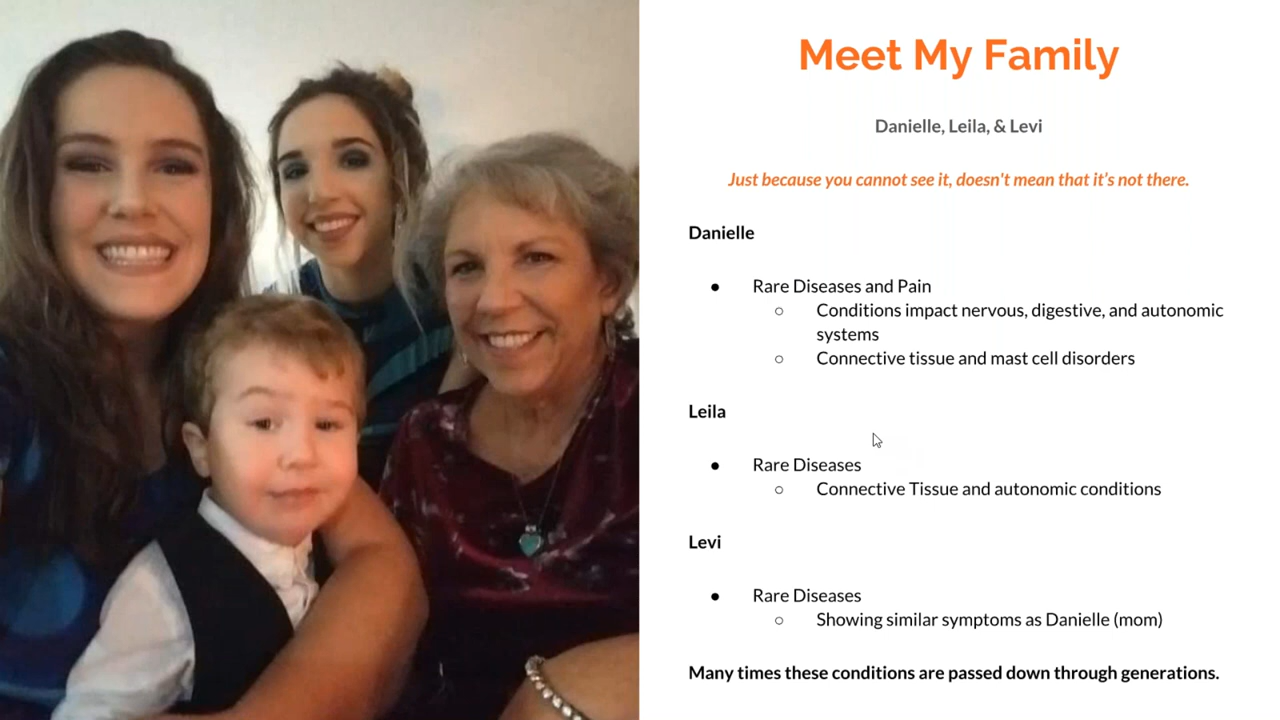 Meet My Family
Danielle, Leila, & Levi
Just because you cannot see it, doesn't mean that it's not there.
Danielle
● Rare Diseases and Pain
○ Conditions impact nervous, digestive, and autonomic
systems
○ Connective tissue and mast cell disorders
Leila
● Rare Diseases
○ Connective Tissue and autonomic conditions
Levi
● Rare Diseases
○ Showing similar symptoms as Danielle (mom)
Many times these conditions are passed down through generations.